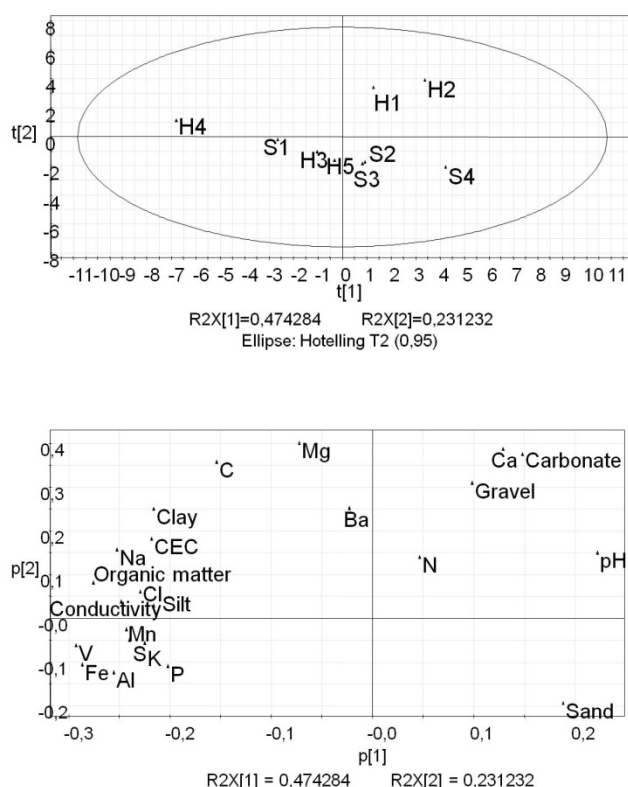 8
6
4
2
0
-2
-4
-6
-8
t[2]
H1
H2
H4
S1
H3
H5
S2
S3
S4
-11-10-9 -8 -7 -6 -5 -4 -3 -2 -1 0 1 2 3 4 5 6 7 8 9 10 11
t[1]
R2X[1]=0,474284 R2X[2]=0,231232
Ellipse: Hotelling T2 (0,95)
0,4
0,3
0,2
0,1
-0,0
-0,1
-0,2
p[2]
Mg
C
Ca Carbonate
Gravel
Clay
Ba
CEC
Na
N
pH
Organic matter
Cl
Conductivity Silt
Mn
V
S K
Fe
Al
P
Sand
-0,3 -0,2 -0,1 -0,0 0,1 0,2
p[1]
R2X[1] = 0.474284 R2X[2] = 0.231232